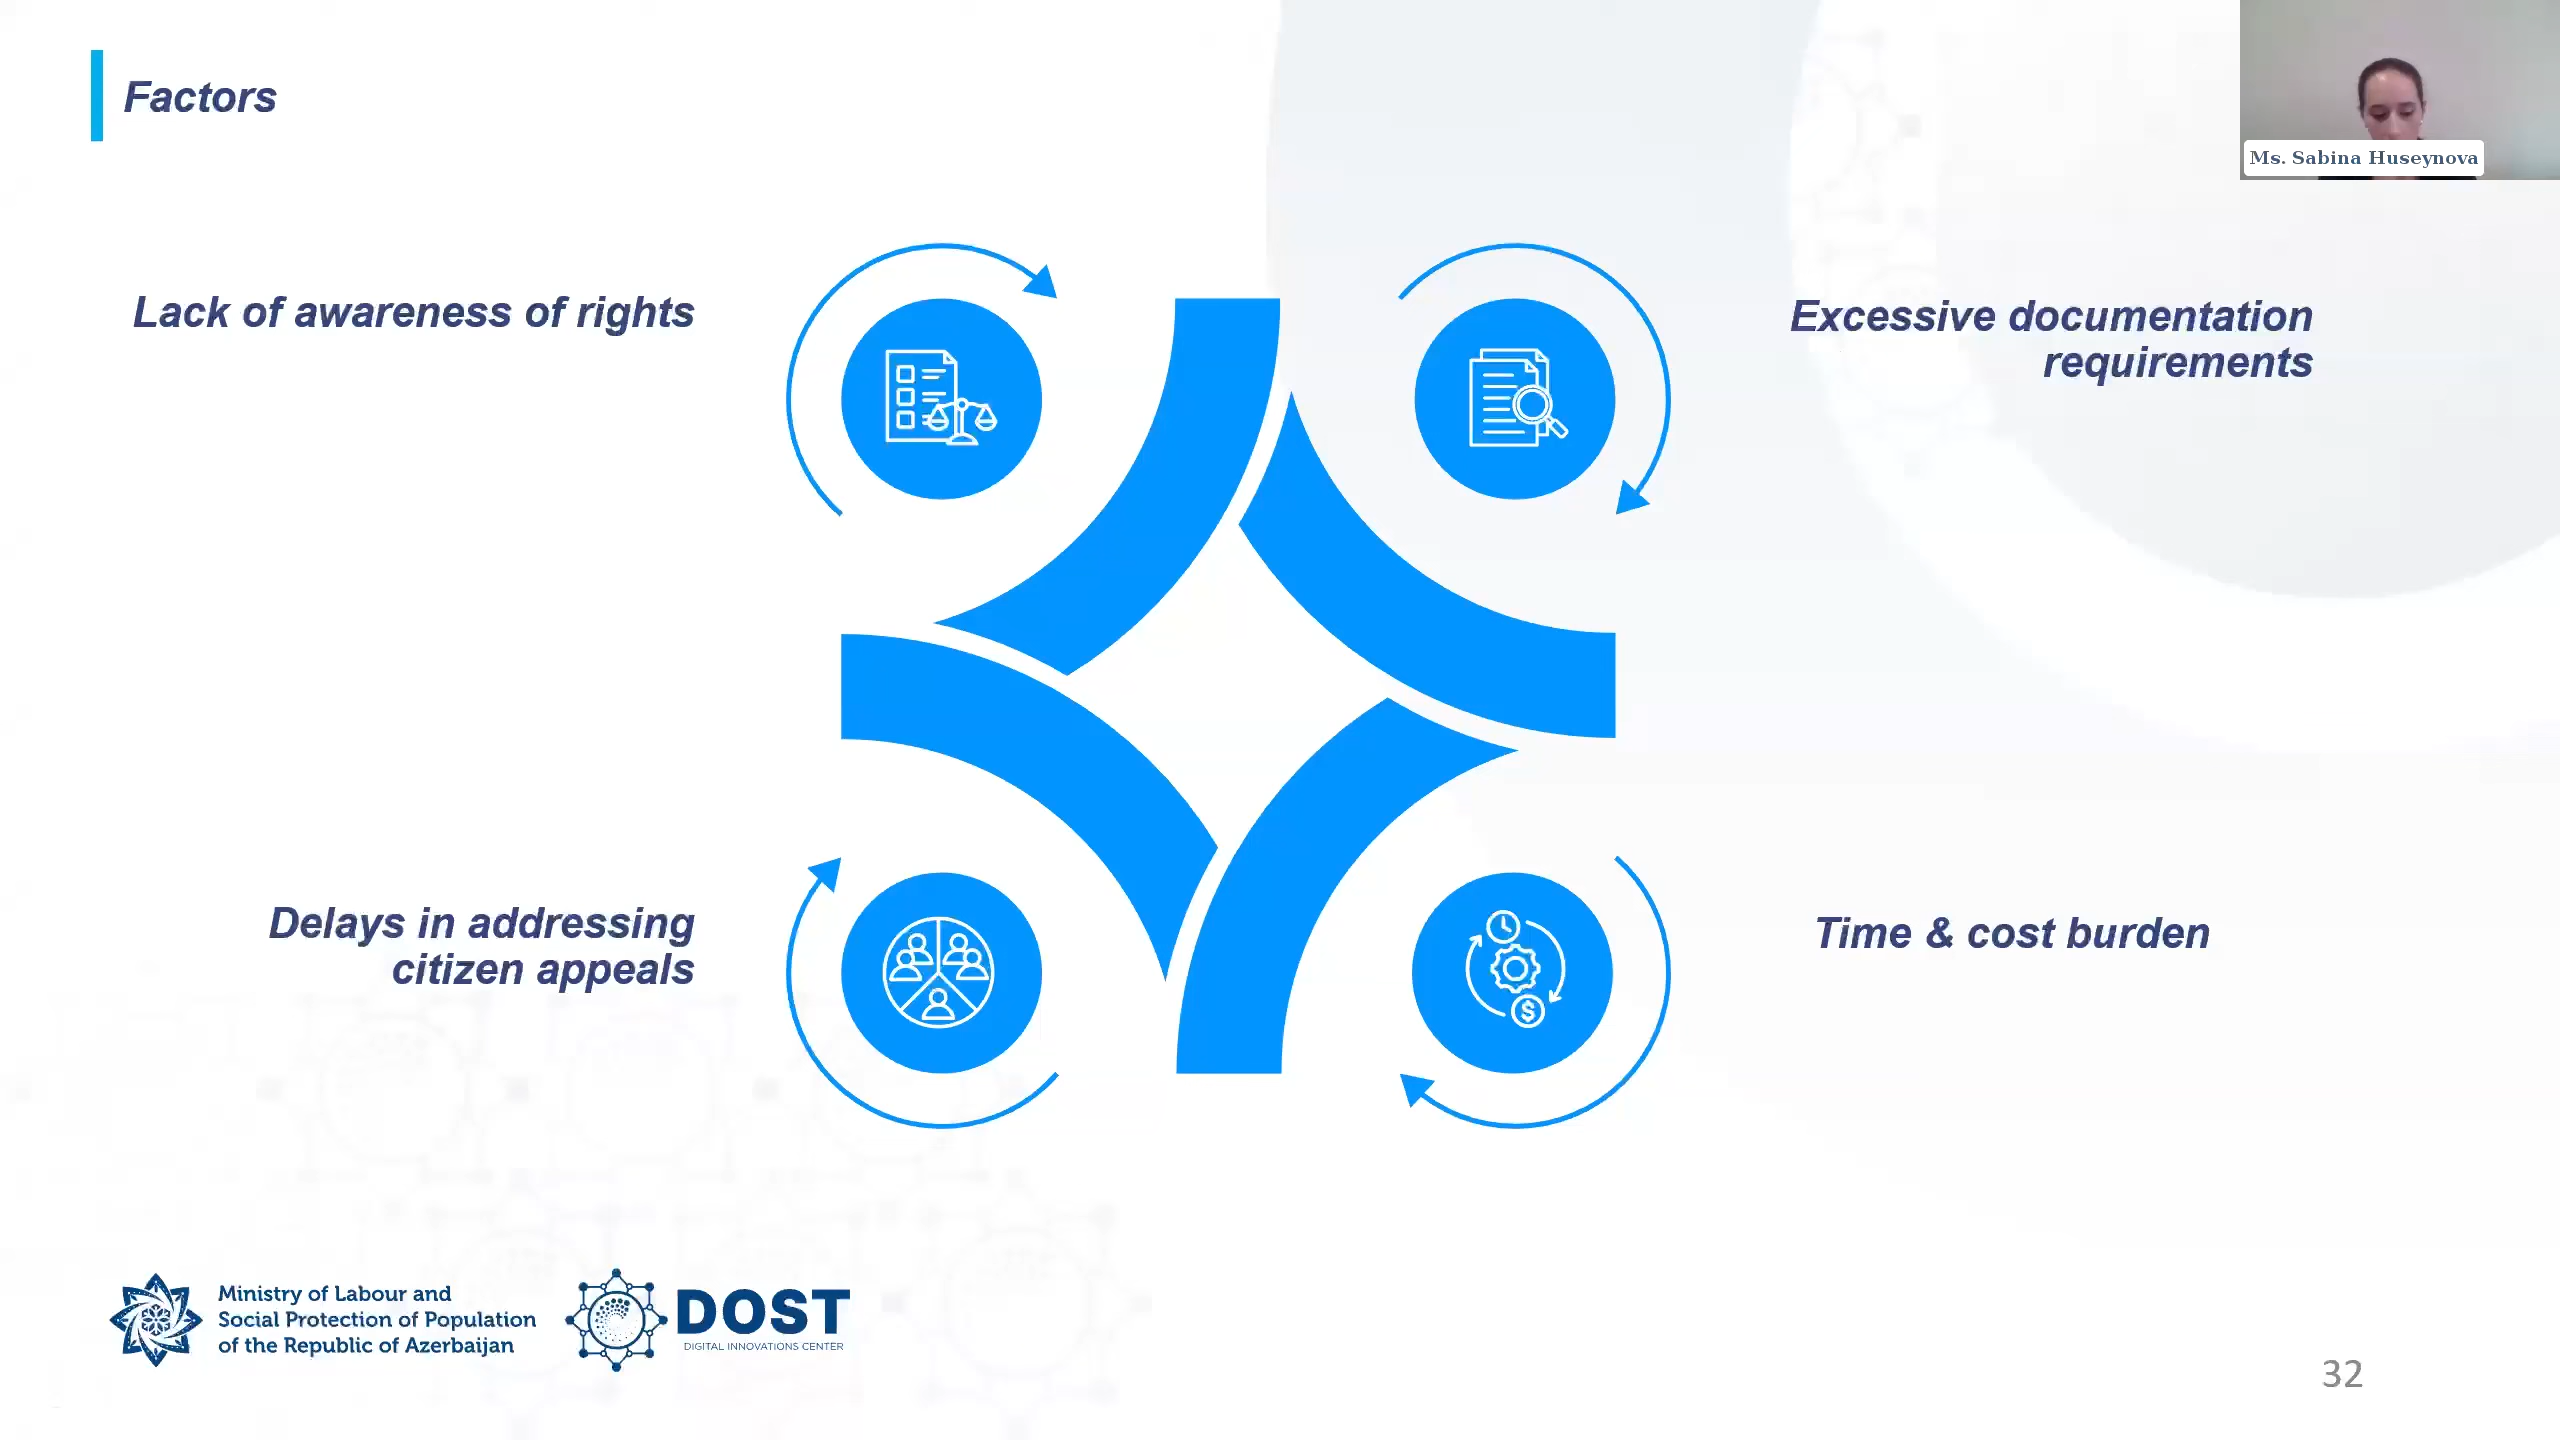 Factors
Ms. Sabina Huseynova
Lack of awareness of rights
Excessive documentation
requirements
Delays in addressing
citizen appeals
Time & cost burden
$
Ministry of Labour and
Social Protection of Population
of the Republic of Azerbaijan
DOST
DIGITAL INNOVATIONS CENTER
32